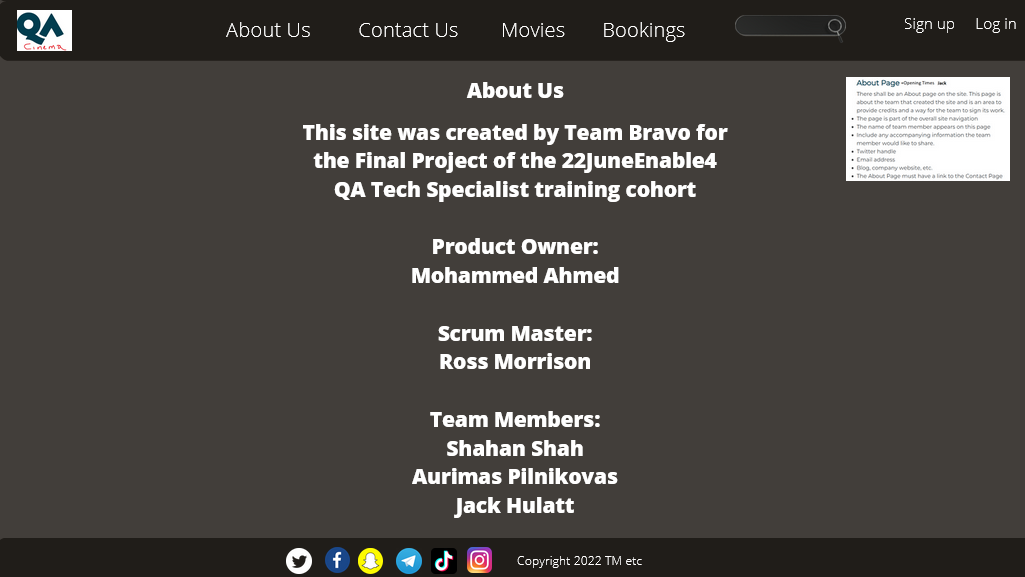 QA
Cinema
About Us
Contact Us
Movies
Bookings
Sign up
Log in
About Us
This site was created by Team Bravo for
the Final Project of the 22JuneEnable4
QA Tech Specialist training cohort
Product Owner:
Mohammed Ahmed
Scrum Master:
Ross Morrison
Team Members:
Shahan Shah
Aurimas Pilnikovas
Jack Hulatt
About Page •Opening Times Jack
There shall be an About page on the site. This page is
about the team that created the site and is an area to
provide credits and a way for the team to sign its work.
• The page is part of the overall site navigation
• The name of team member appears on this page
• Include any accompanying information the team
member would like to share.
• Twitter handle
• Email address
• Blog, company website, etc.
• The About Page must have a link to the Contact Page
Copyright 2022 TM etc